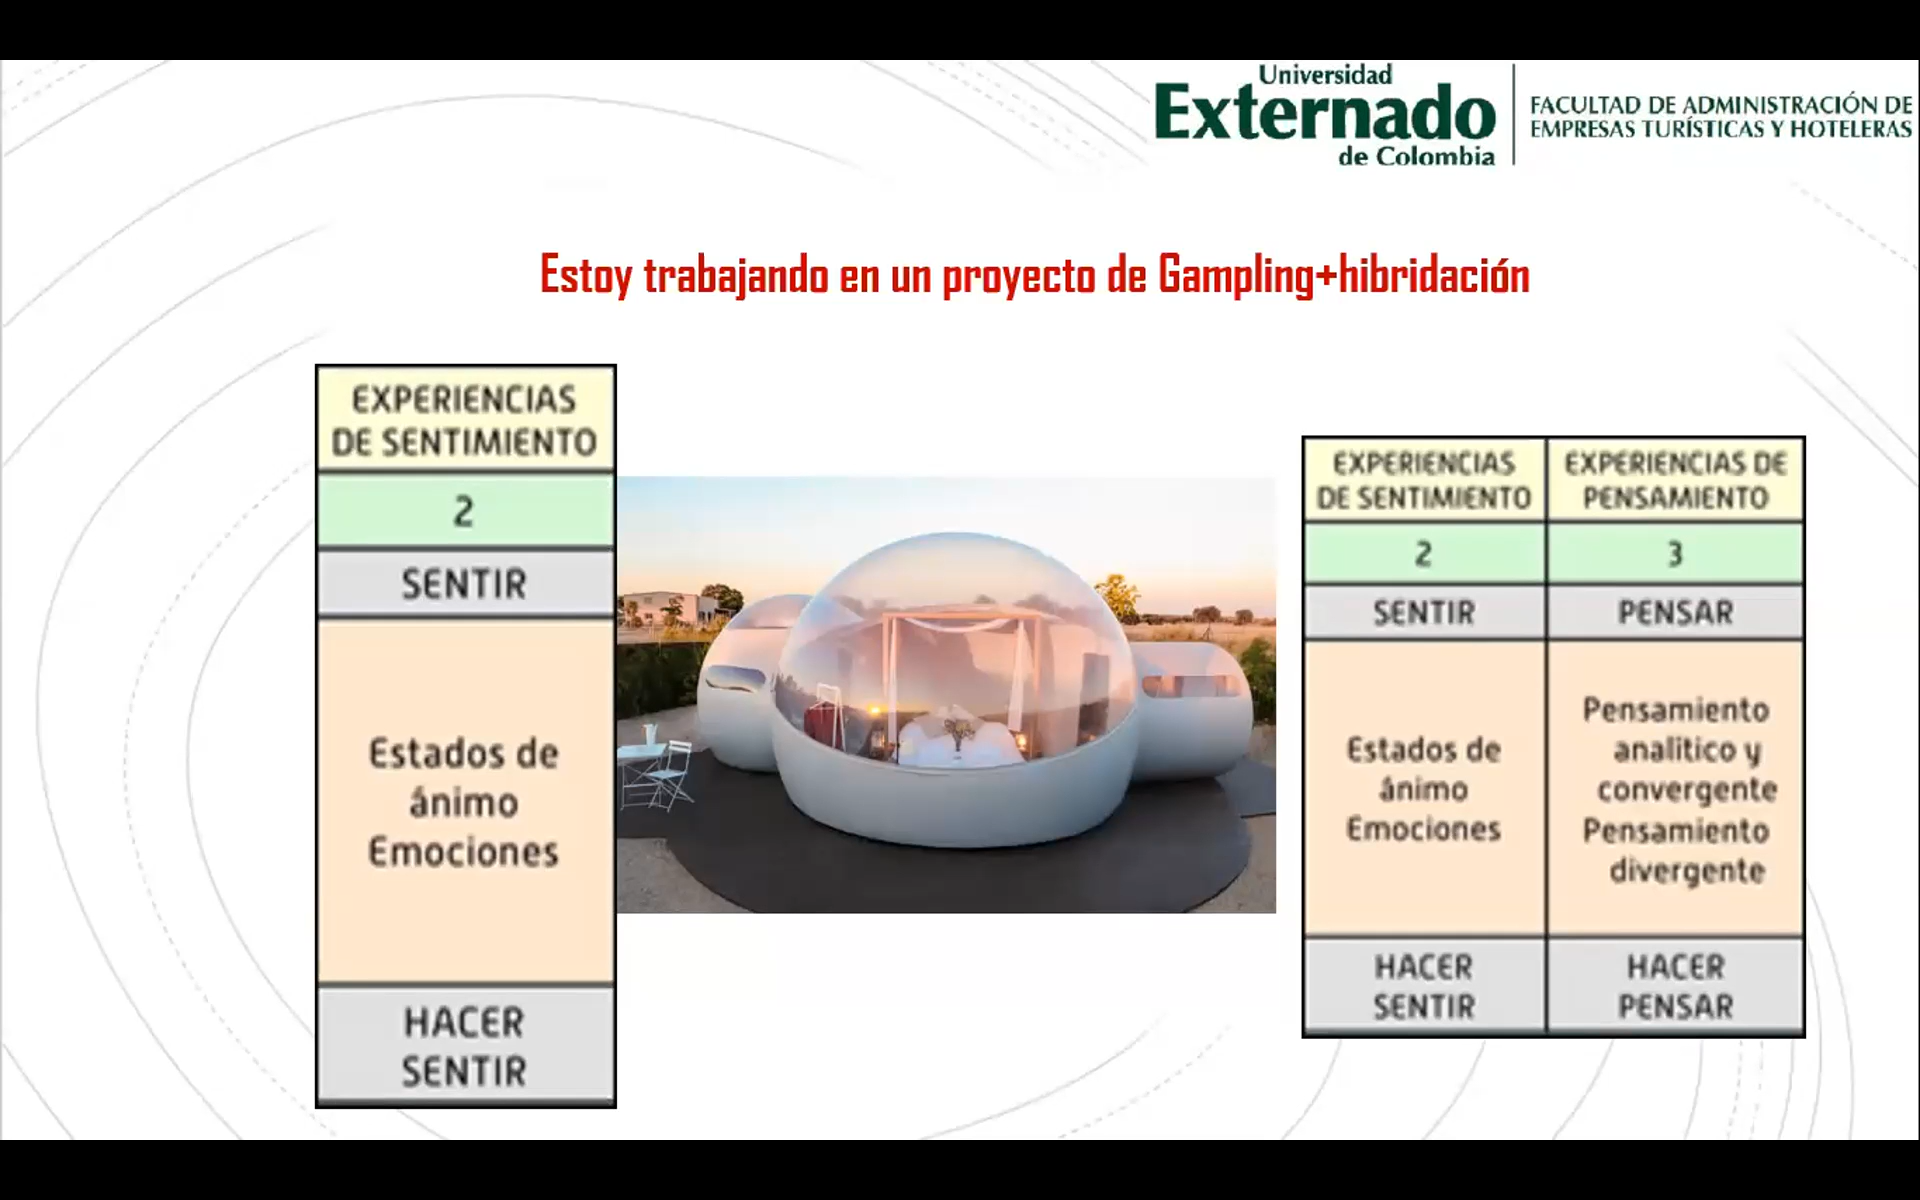 Universidad
Externado
de Colombia
FACULTAD DE ADMINISTRACIÓN DE
EMPRESAS TURÍSTICAS Y HOTELERAS
Estoy trabajando en un proyecto de Gampling+hibridación
EXPERIENCIAS
DE SENTIMIENTO
2
SENTIR
Estados de
ánimo
Emociones
HACER
SENTIR
EXPERIENCIAS
DE SENTIMIENTO
2
SENTIR
Estados de
ánimo
Emociones
HACER
SENTIR
EXPERIENCIAS DE
PENSAMIENTO
3
PENSAR
Pensamiento
analítico y
convergente
Pensamiento
divergente
HACER
PENSAR